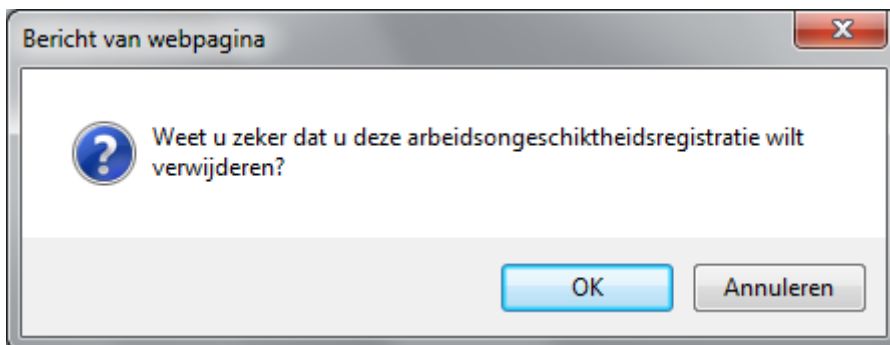 Bericht van webpagina
Weet u zeker dat u deze arbeidsongeschiktheidsregistratie wilt
verwijderen?
OK
Annuleren